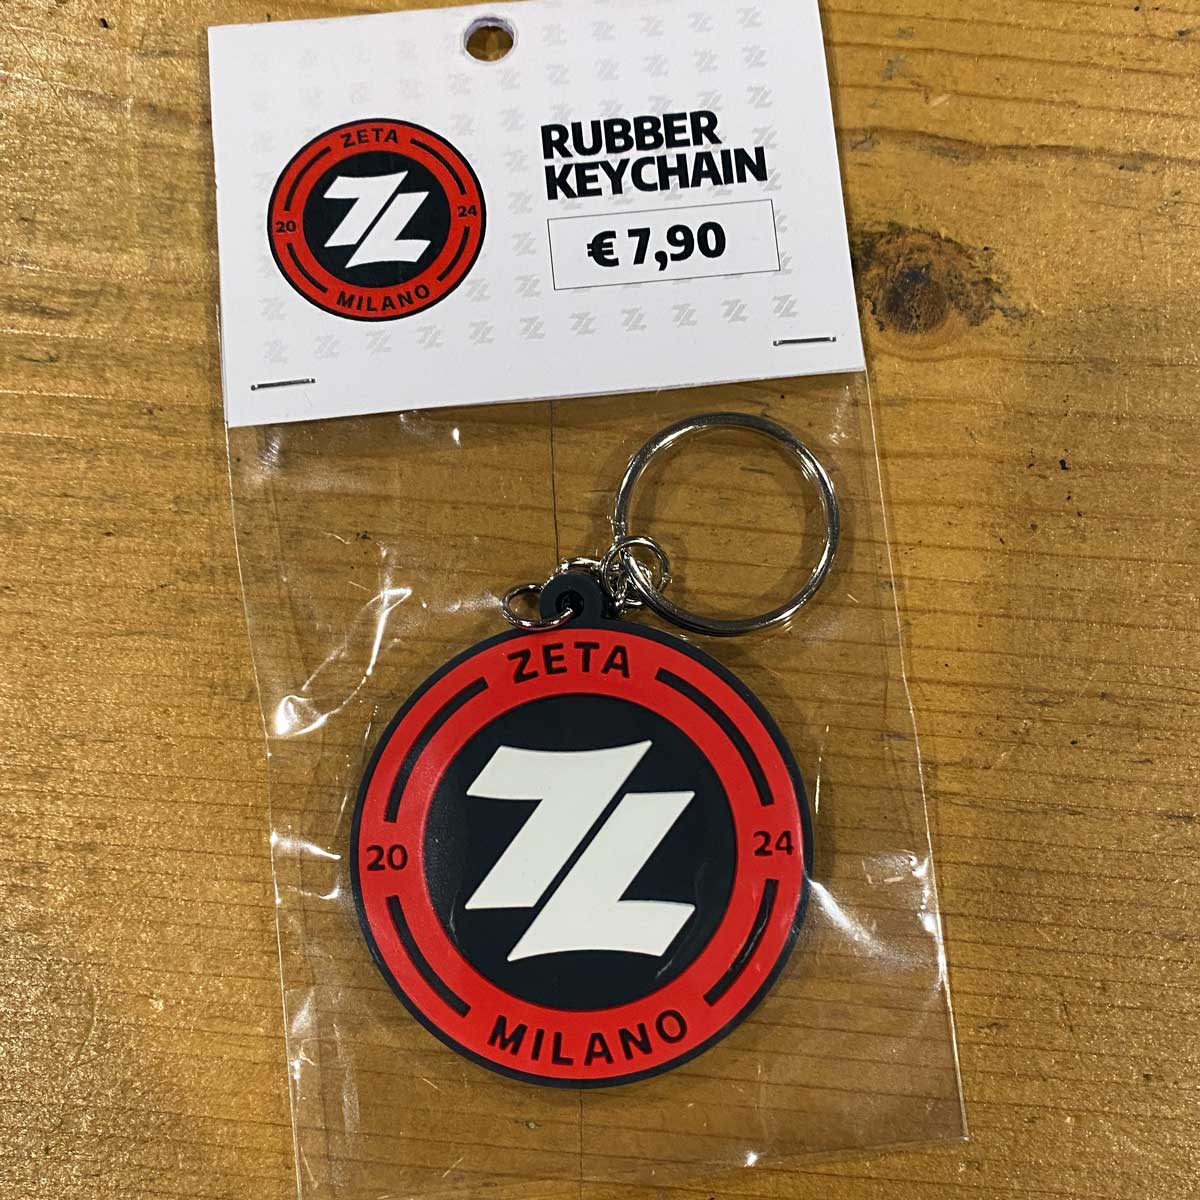 ZETA
20
24
MILANO
RUBBER
KEYCHAIN
€ 7,90
ZETA
20
24
MILANO